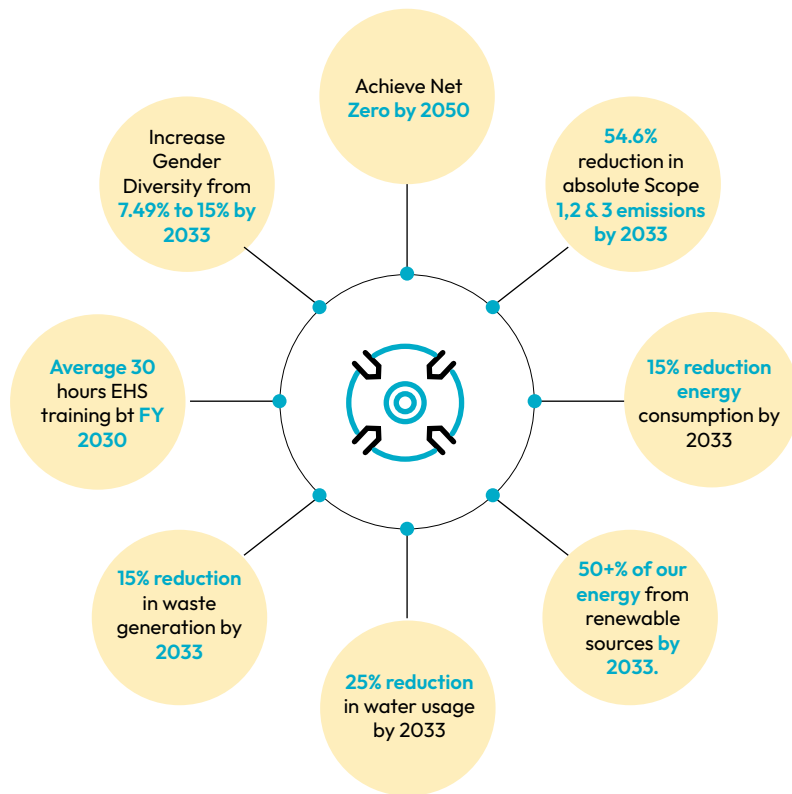 Achieve Net
Zero by 2050
54.6%
reduction in
absolute Scope
1,2 & 3 emissions
by 2033
15% reduction
energy
consumption by
2033
50+% of our
energy from
renewable
sources by
2033.
25% reduction
in water usage
by 2033
15% reduction
in waste
generation by
2033
Average 30
hours EHS
training bt FY
2030
Increase
Gender
Diversity from
7.49% to 15% by
2033